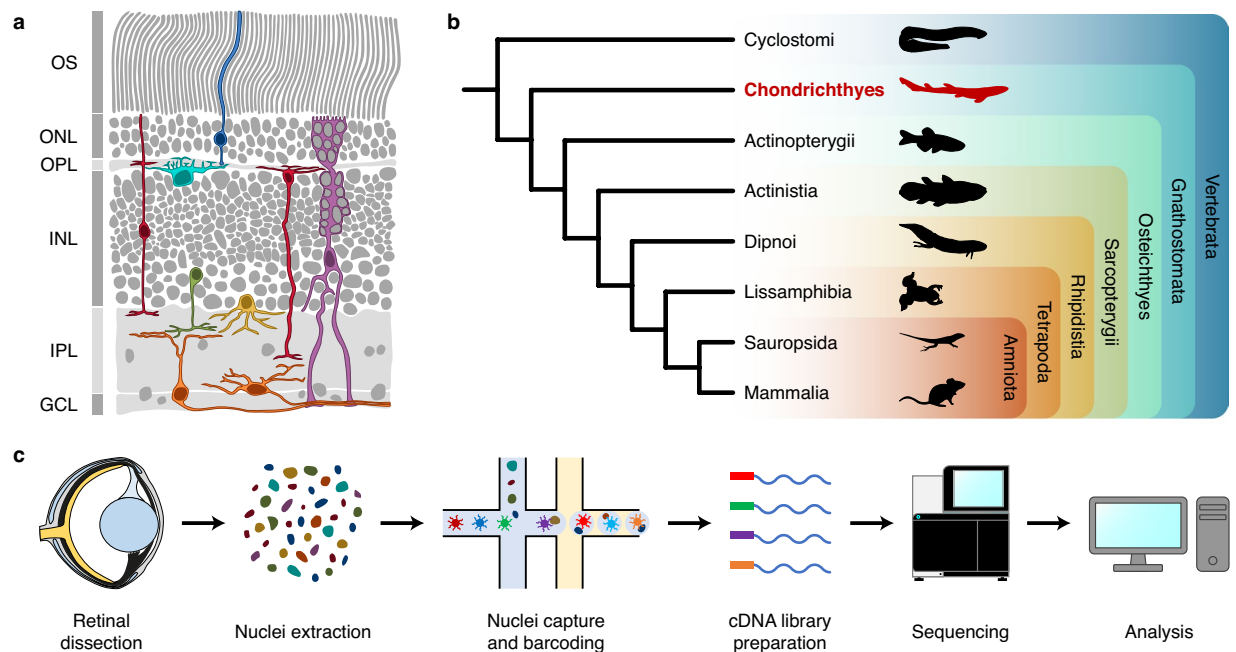 a
OS
ONL
OPL
INL
IPL
GCL
b
Cyclostomi
Chondrichthyes
Actinopterygii
Actinistia
Dipnoi
Lissamphibia
Sauropsida
Mammalia
Amniota
Tetrapoda
Rhipidistia
Sarcopterygii
Osteichthyes
Gnathostomata
Vertebrata
c
Retinal
dissection
Nuclei extraction
Nuclei capture
and barcoding
cDNA library
preparation
Sequencing
Analysis